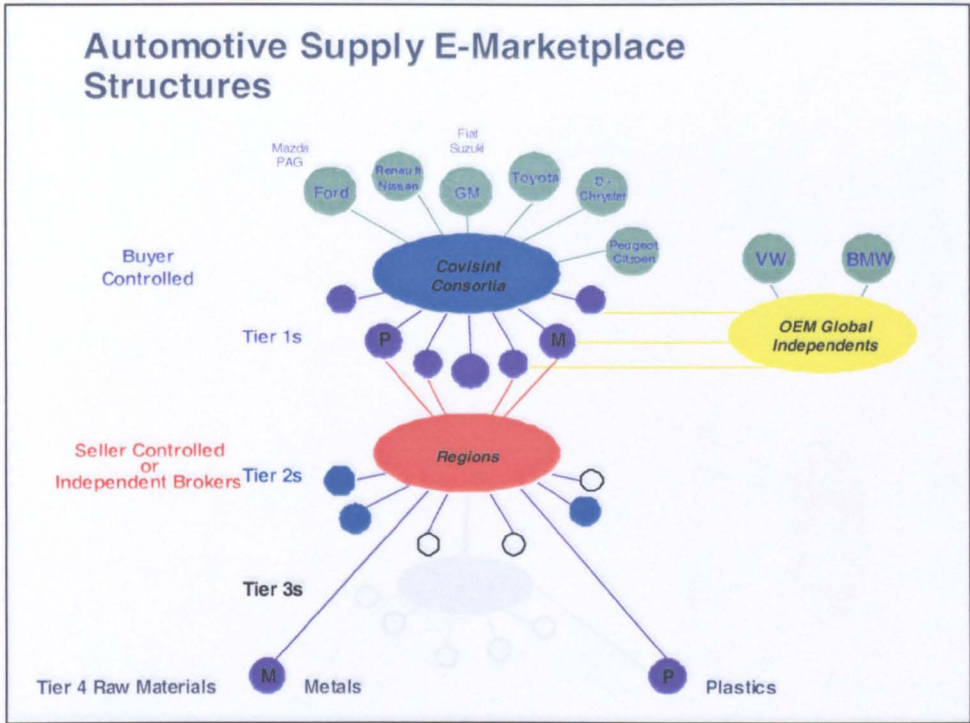 Automotive Supply E-Marketplace
Structures
Mazda
PAG
Fiat
Suzuki
Ford
Renault
Nissan
GM
Toyota
D-
Chrysler
Peugeot
Citroen
VW
BMW
Buyer
Controlled
Covisint
Consortia
OEM Global
Independents
Tier 1s
P
M
Seller Controlled
or
Independent Brokers
Tier 2s
Regions
Tier 3s
Tier 4 Raw Materials
M
Metals
P
Plastics